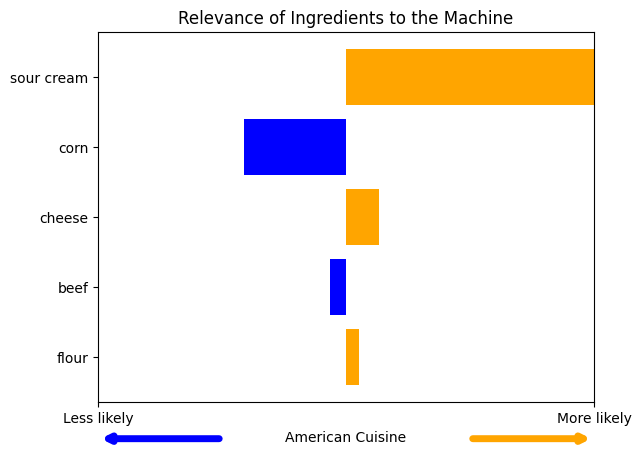 Relevance of Ingredients to the Machine
sour cream
corn
cheese
beef
flour
Less likely
More likely
American Cuisine